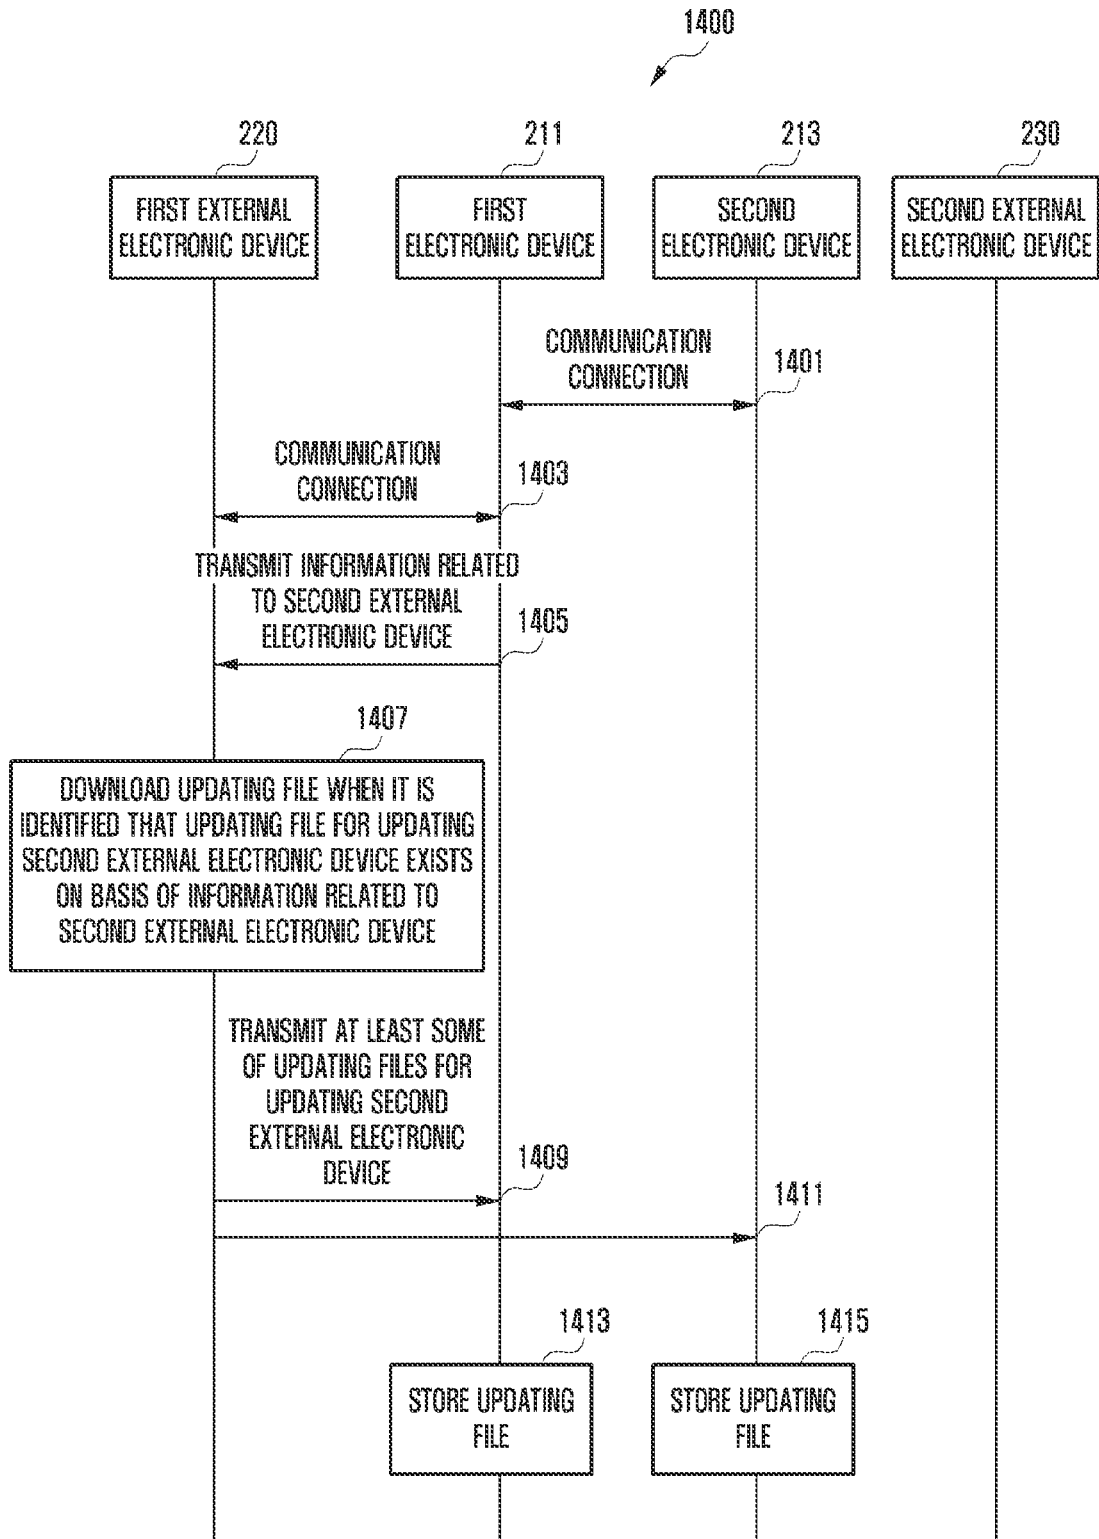 1400
220
211
213
230
FIRST EXTERNAL
ELECTRONIC DEVICE
FIRST
ELECTRONIC DEVICE
SECOND
ELECTRONIC DEVICE
SECOND EXTERNAL
ELECTRONIC DEVICE
COMMUNICATION
CONNECTION
1401
COMMUNICATION
CONNECTION
1403
TRANSMIT INFORMATION RELATED
TO SECOND EXTERNAL
ELECTRONIC DEVICE
1405
1407
DOWNLOAD UPDATING FILE WHEN IT IS
IDENTIFIED THAT UPDATING FILE FOR UPDATING
SECOND EXTERNAL ELECTRONIC DEVICE EXISTS
ON BASIS OF INFORMATION RELATED TO
SECOND EXTERNAL ELECTRONIC DEVICE
TRANSMIT AT LEAST SOME
OF UPDATING FILES FOR
UPDATING SECOND
EXTERNAL ELECTRONIC
DEVICE
1409
1411
1413
STORE UPDATING
FILE
1415
STORE UPDATING
FILE